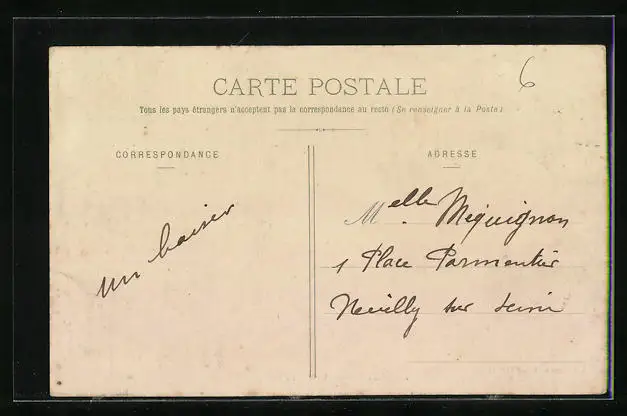 6
CARTE POSTALE
Tous les pays étrangers n'acceptent pas la correspondance au recto (Se renseigner à la Poste)
CORRESPONDANCE
un baiser
ADRESSE
Melle Mequignon
1 Place Parmentier
Neuilly sur Seine